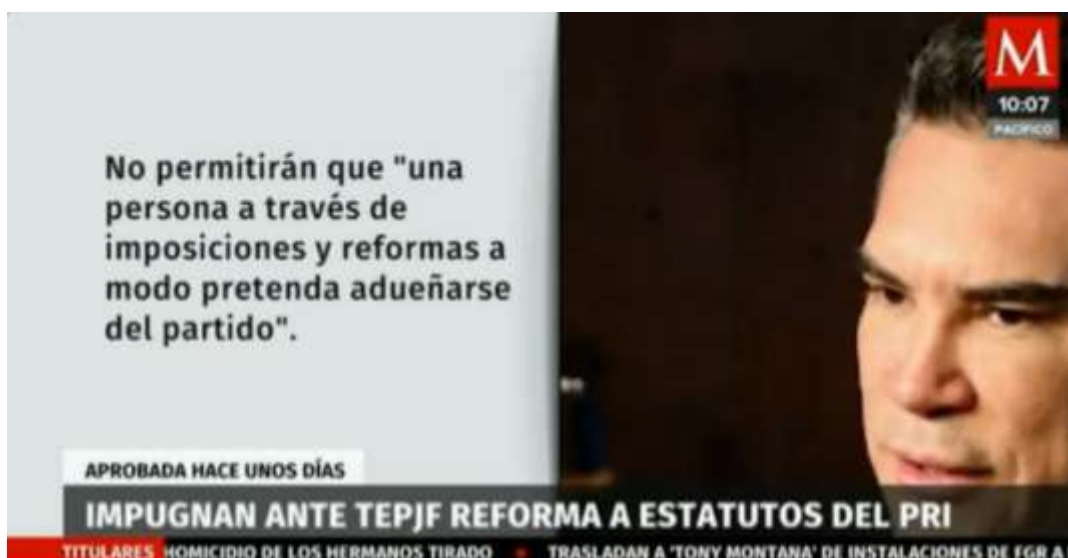 M
10:07
PACÍFICO
No permitirán que "una
persona a través de
imposiciones y reformas a
modo pretenda adueñarse
del partido".
APROBADA HACE UNOS DÍAS
IMPUGNAN ANTE TEPJF REFORMA A ESTATUTOS DEL PRI
TITULARES HOMICIDIO DE LOS HERMANOS TIRADO TRASLADAN A 'TONY MONTANA' DE INSTALACIONES DE FGR A